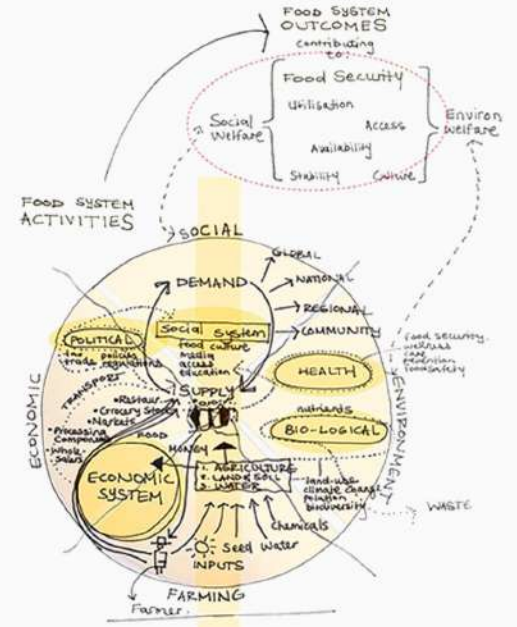 FOOD SYSTEM
OUTCOMES
contributing
to:
Food Security
Utilisation
Access
Availability
Stability
Culture
Social
Welfare
Environ
Welfare
FOOD SYSTEM
ACTIVITIES
SOCIAL
GLOBAL
NATIONAL
REGIONAL
COMMUNITY
DEMAND
Social System
food culture
media
access
education
POLITICAL
tax policies
trade regulations
SUPPLY
HEALTH
food security
wellness
care
prevention
food safety
nutrients
BIO-LOGICAL
land-use
climate change
polution
biodiversity
WASTE
ECONOMIC
ENVIRONMENT
TRANSPORT
• Restaur.
• Grocery Stores
• Markets
• Processing
Companies
• Whole-
Salers
FOOD
MONEY
ECONOMIC
SYSTEM
1. AGRICULTURE
2. LAND & SOIL
3. WATER
Chemicals
Seed Water
INPUTS
FARMING
Farmer.